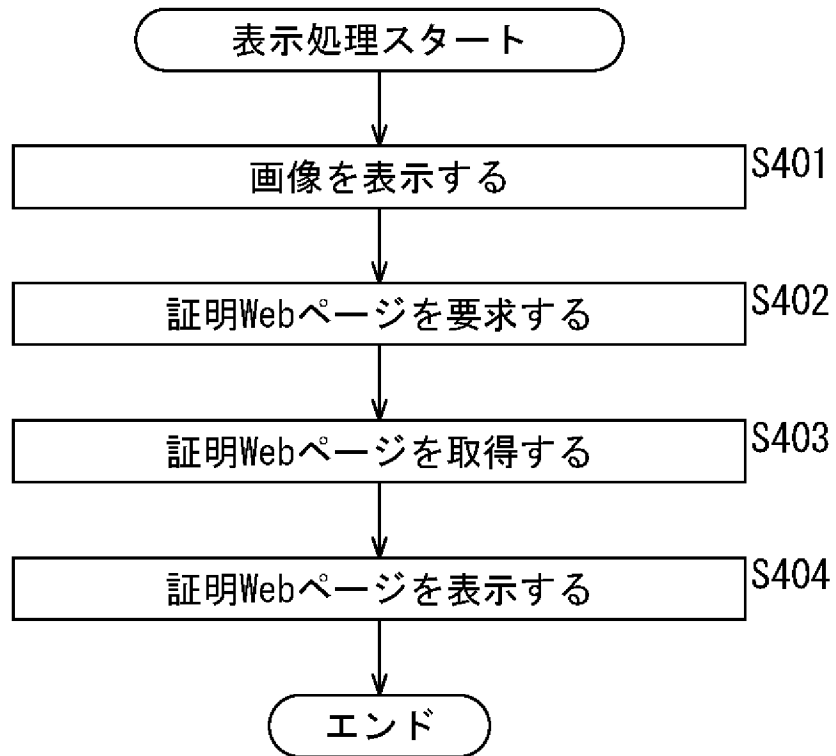 表示処理スタート
画像を表示する
S401
証明Webページを要求する
S402
証明Webページを取得する
S403
証明Webページを表示する
S404
エンド